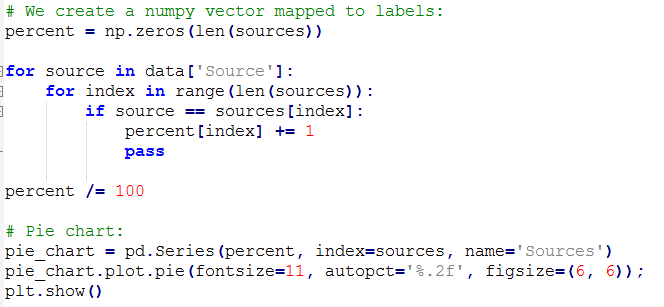 # We create a numpy vector mapped to labels:
percent = np.zeros(len(sources))
for source in data['Source']:
    for index in range(len(sources)):
        if source == sources[index]:
            percent[index] += 1
            pass
percent /= 100
# Pie chart:
pie_chart = pd.Series(percent, index=sources, name='Sources')
pie_chart.plot.pie(fontsize=11, autopct='%.2f', figsize=(6, 6));
plt.show()